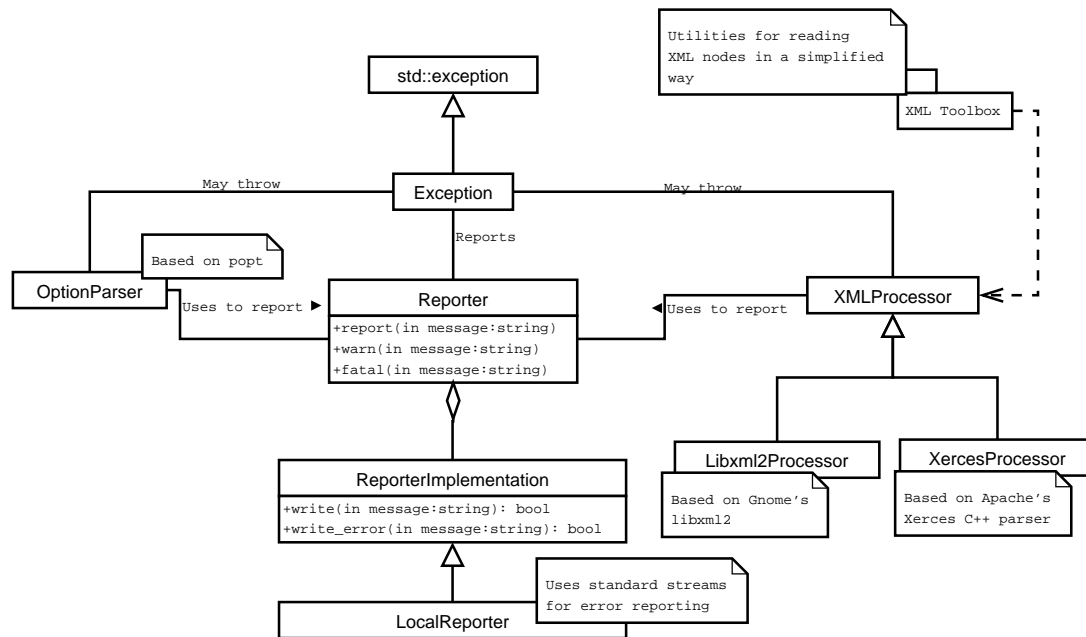 Utilities for reading
XML nodes in a simplified
way
std::exception
XML Toolbox
May throw
Exception
May throw
Reports
Based on popt
OptionParser
Uses to report
Reporter
+report(in message:string)
+warn(in message:string)
+fatal(in message:string)
Uses to report
XMLProcessor
ReporterImplementation
+write(in message:string): bool
+write_error(in message:string): bool
Libxml2Processor
Based on Gnome's
libxml2
XercesProcessor
Based on Apache's
Xerces C++ parser
Uses standard streams
for error reporting
LocalReporter